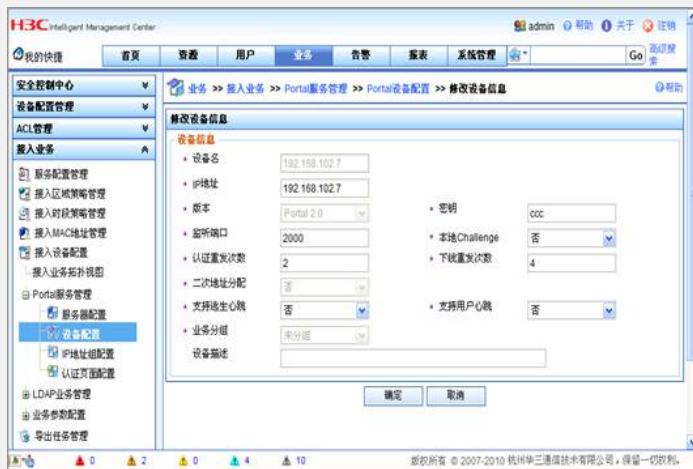 H3C Intelligent Management Center
admin 帮助 关于 注销
我的快捷 首页 资源 用户 业务 告警 报表 系统管理 Go 高级搜索
安全控制中心
设备配置管理
ACL管理
接入业务
服务配置管理
接入区域策略管理
接入时段策略管理
接入MAC地址管理
接入设备配置
接入业务拓扑视图
Portal服务管理
服务器配置
设备配置
IP地址组配置
认证页面配置
LDAP业务管理
业务参数配置
导出任务管理
业务 >> 接入业务 >> Portal服务管理 >> Portal设备配置 >> 修改设备信息 帮助
修改设备信息
设备信息
* 设备名 192.168.102.7
* IP地址 192.168.102.7
* 版本 Portal 2.0 * 密钥 ccc
* 监听端口 2000 * 本地Challenge 否
* 认证重发次数 2 * 下线重发次数 4
* 二次地址分配 否
* 支持逃生心跳 否 * 支持用户心跳 否
* 业务分组 未分组
设备描述
确定 取消
0 2 0 4 10 版权所有 © 2007-2010 杭州华三通信技术有限公司，保留一切权利。